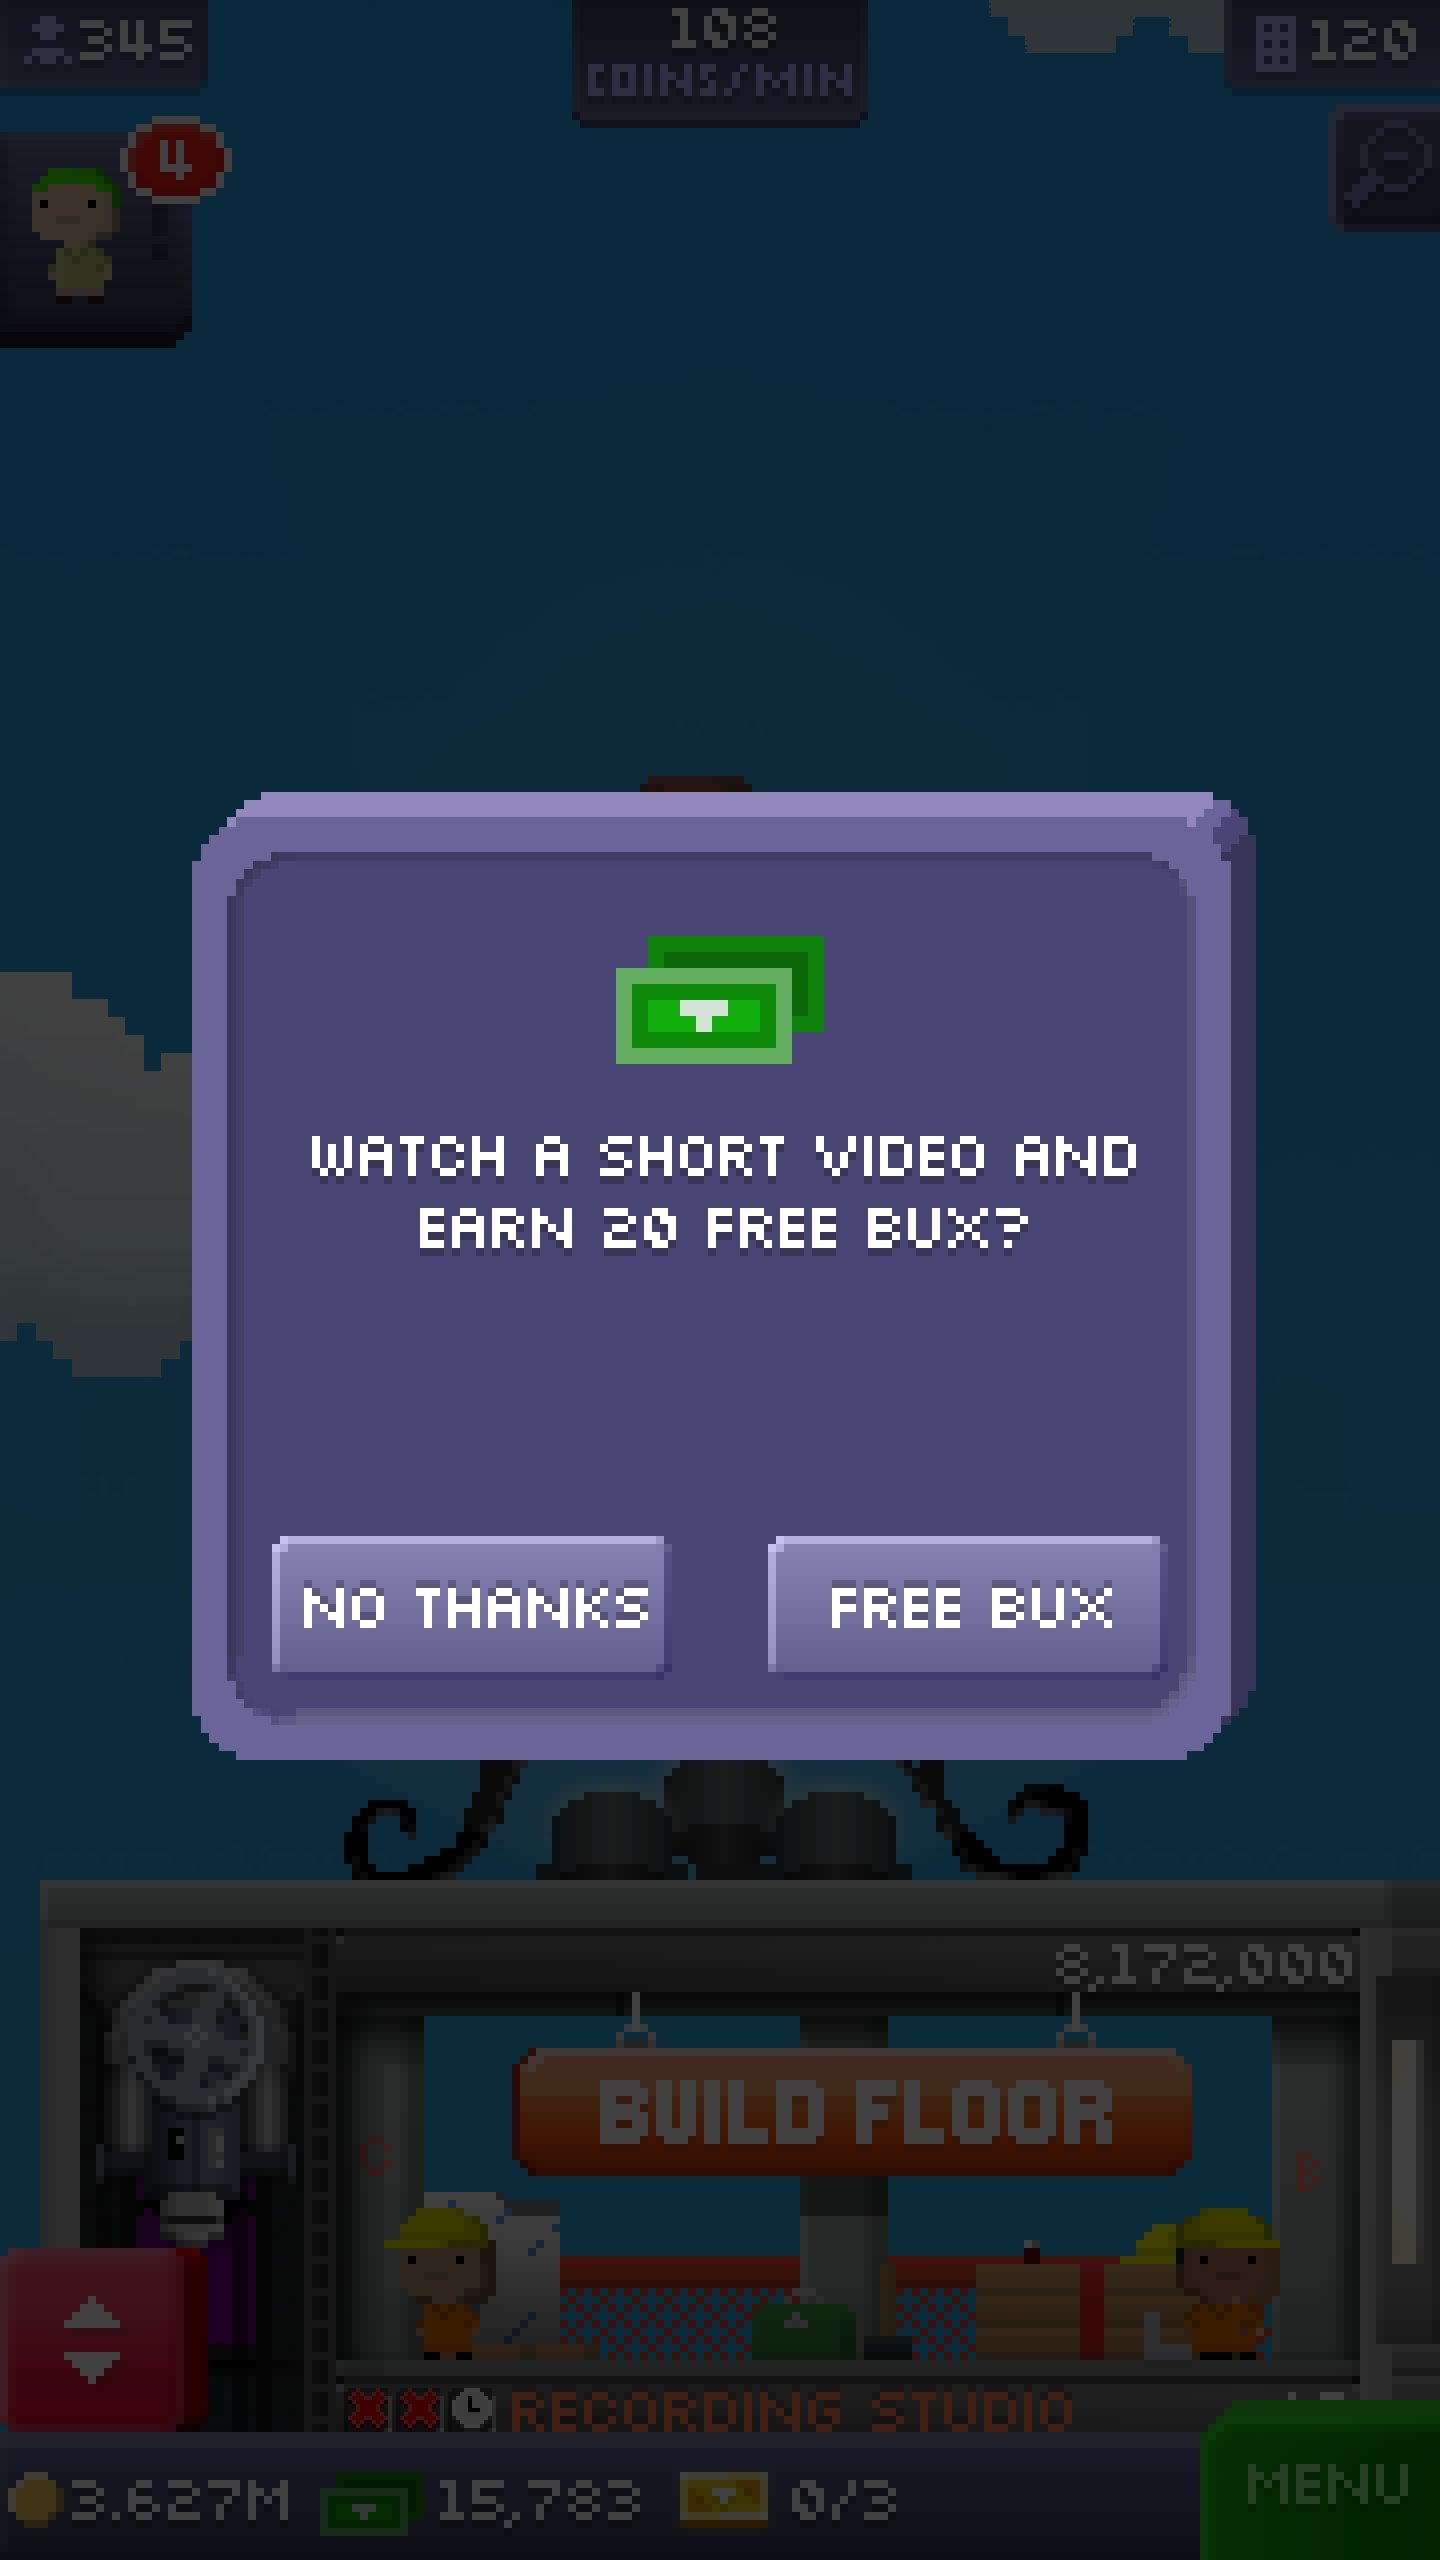 345
108
COINS/MIN
120
4
WATCH A SHORT VIDEO AND
EARN 20 FREE BUX?
NO THANKS
FREE BUX
8,172,000
BUILD FLOOR
C
B
RECORDING STUDIO
3.627M
15,783
0/3
MENU